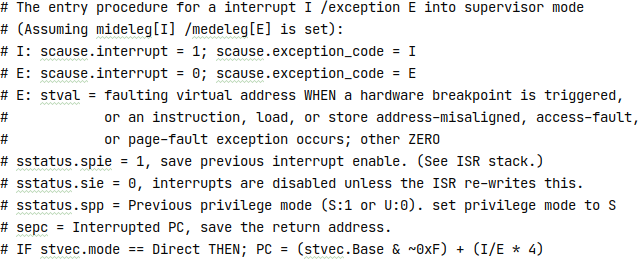 # The entry procedure for a interrupt I /exception E into supervisor mode
# (Assuming mideleg[I] /medeleg[E] is set):
# I: scause.interrupt = 1; scause.exception_code = I
# E: scause.interrupt = 0; scause.exception_code = E
# E: stval = faulting virtual address WHEN a hardware breakpoint is triggered,
#            or an instruction, load, or store address-misaligned, access-fault,
#            or page-fault exception occurs; other ZERO
# sstatus.spie = 1, save previous interrupt enable. (See ISR stack.)
# sstatus.sie = 0, interrupts are disabled unless the ISR re-writes this.
# sstatus.spp = Previous privilege mode (S:1 or U:0). set privilege mode to S
# sepc = Interrupted PC, save the return address.
# IF stvec.mode == Direct THEN; PC = (stvec.Base & ~0xF) + (I/E * 4)